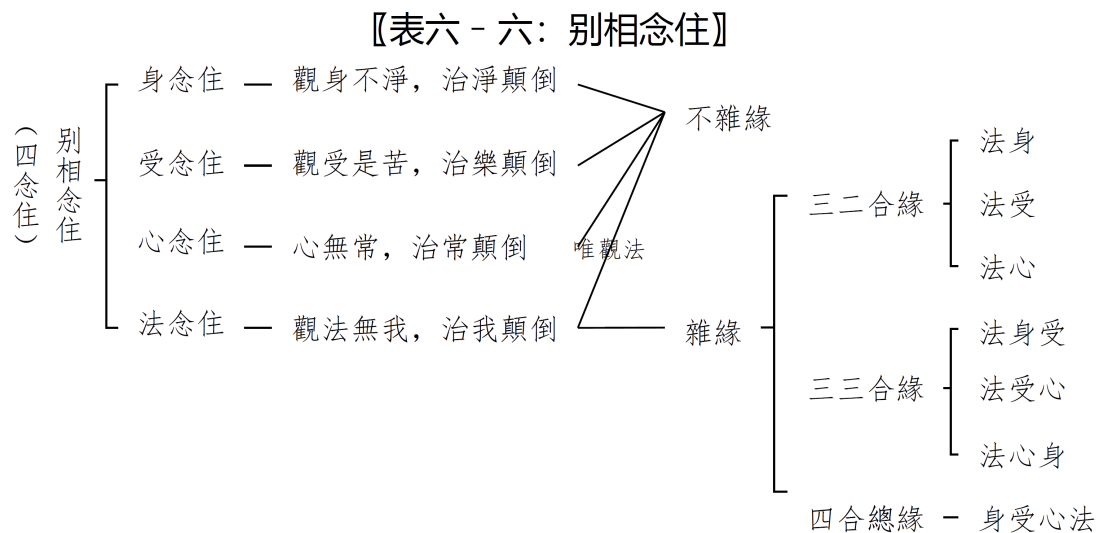 〖表六－六：别相念住〗
别相念住
（四念住）
身念住 — 觀身不淨，治淨顛倒
受念住 — 觀受是苦，治樂顛倒
心念住 — 心無常，治常顛倒
法念住 — 觀法無我，治我顛倒
唯觀法
不雜緣
雜緣
三二合緣
法身
法受
法心
三三合緣
法身受
法受心
法心身
四合總緣 — 身受心法